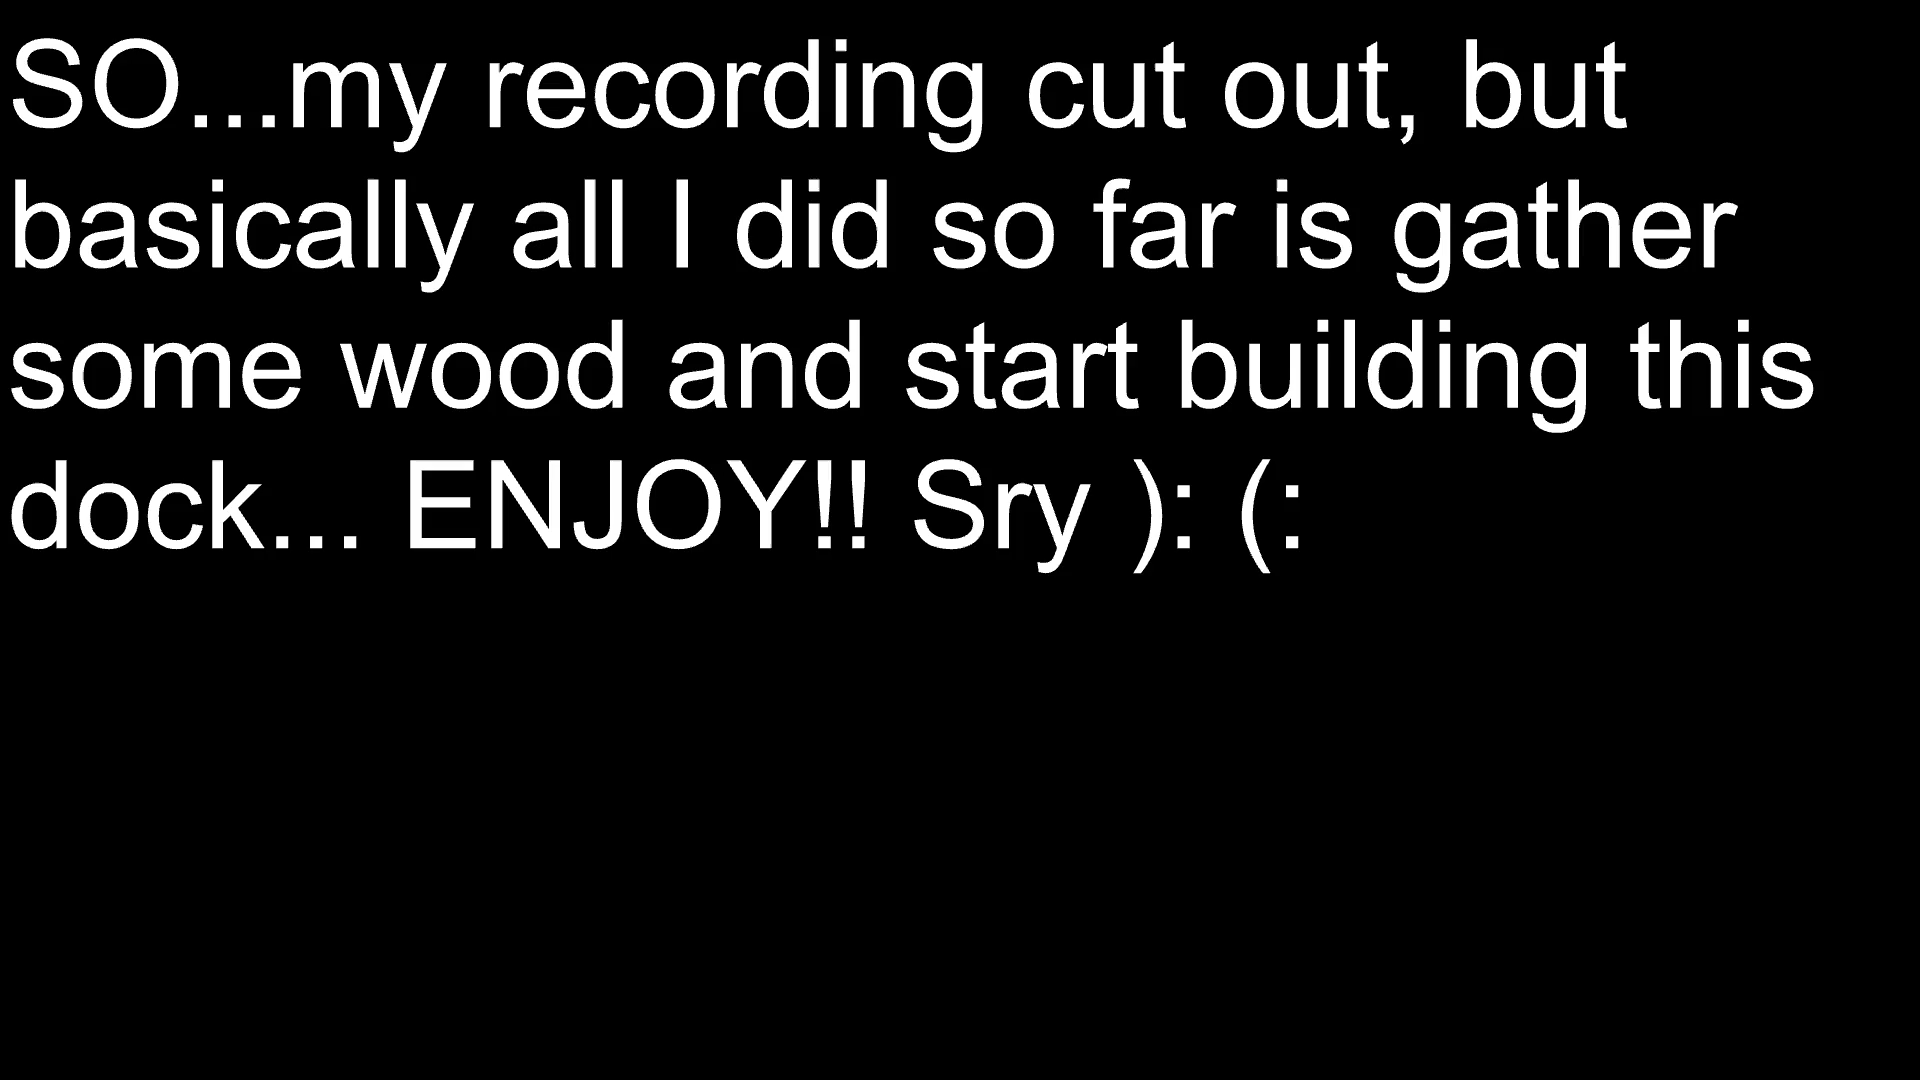 SO...my recording cut out, but
basically all I did so far is gather
some wood and start building this
dock... ENJOY!! Sry ): (: